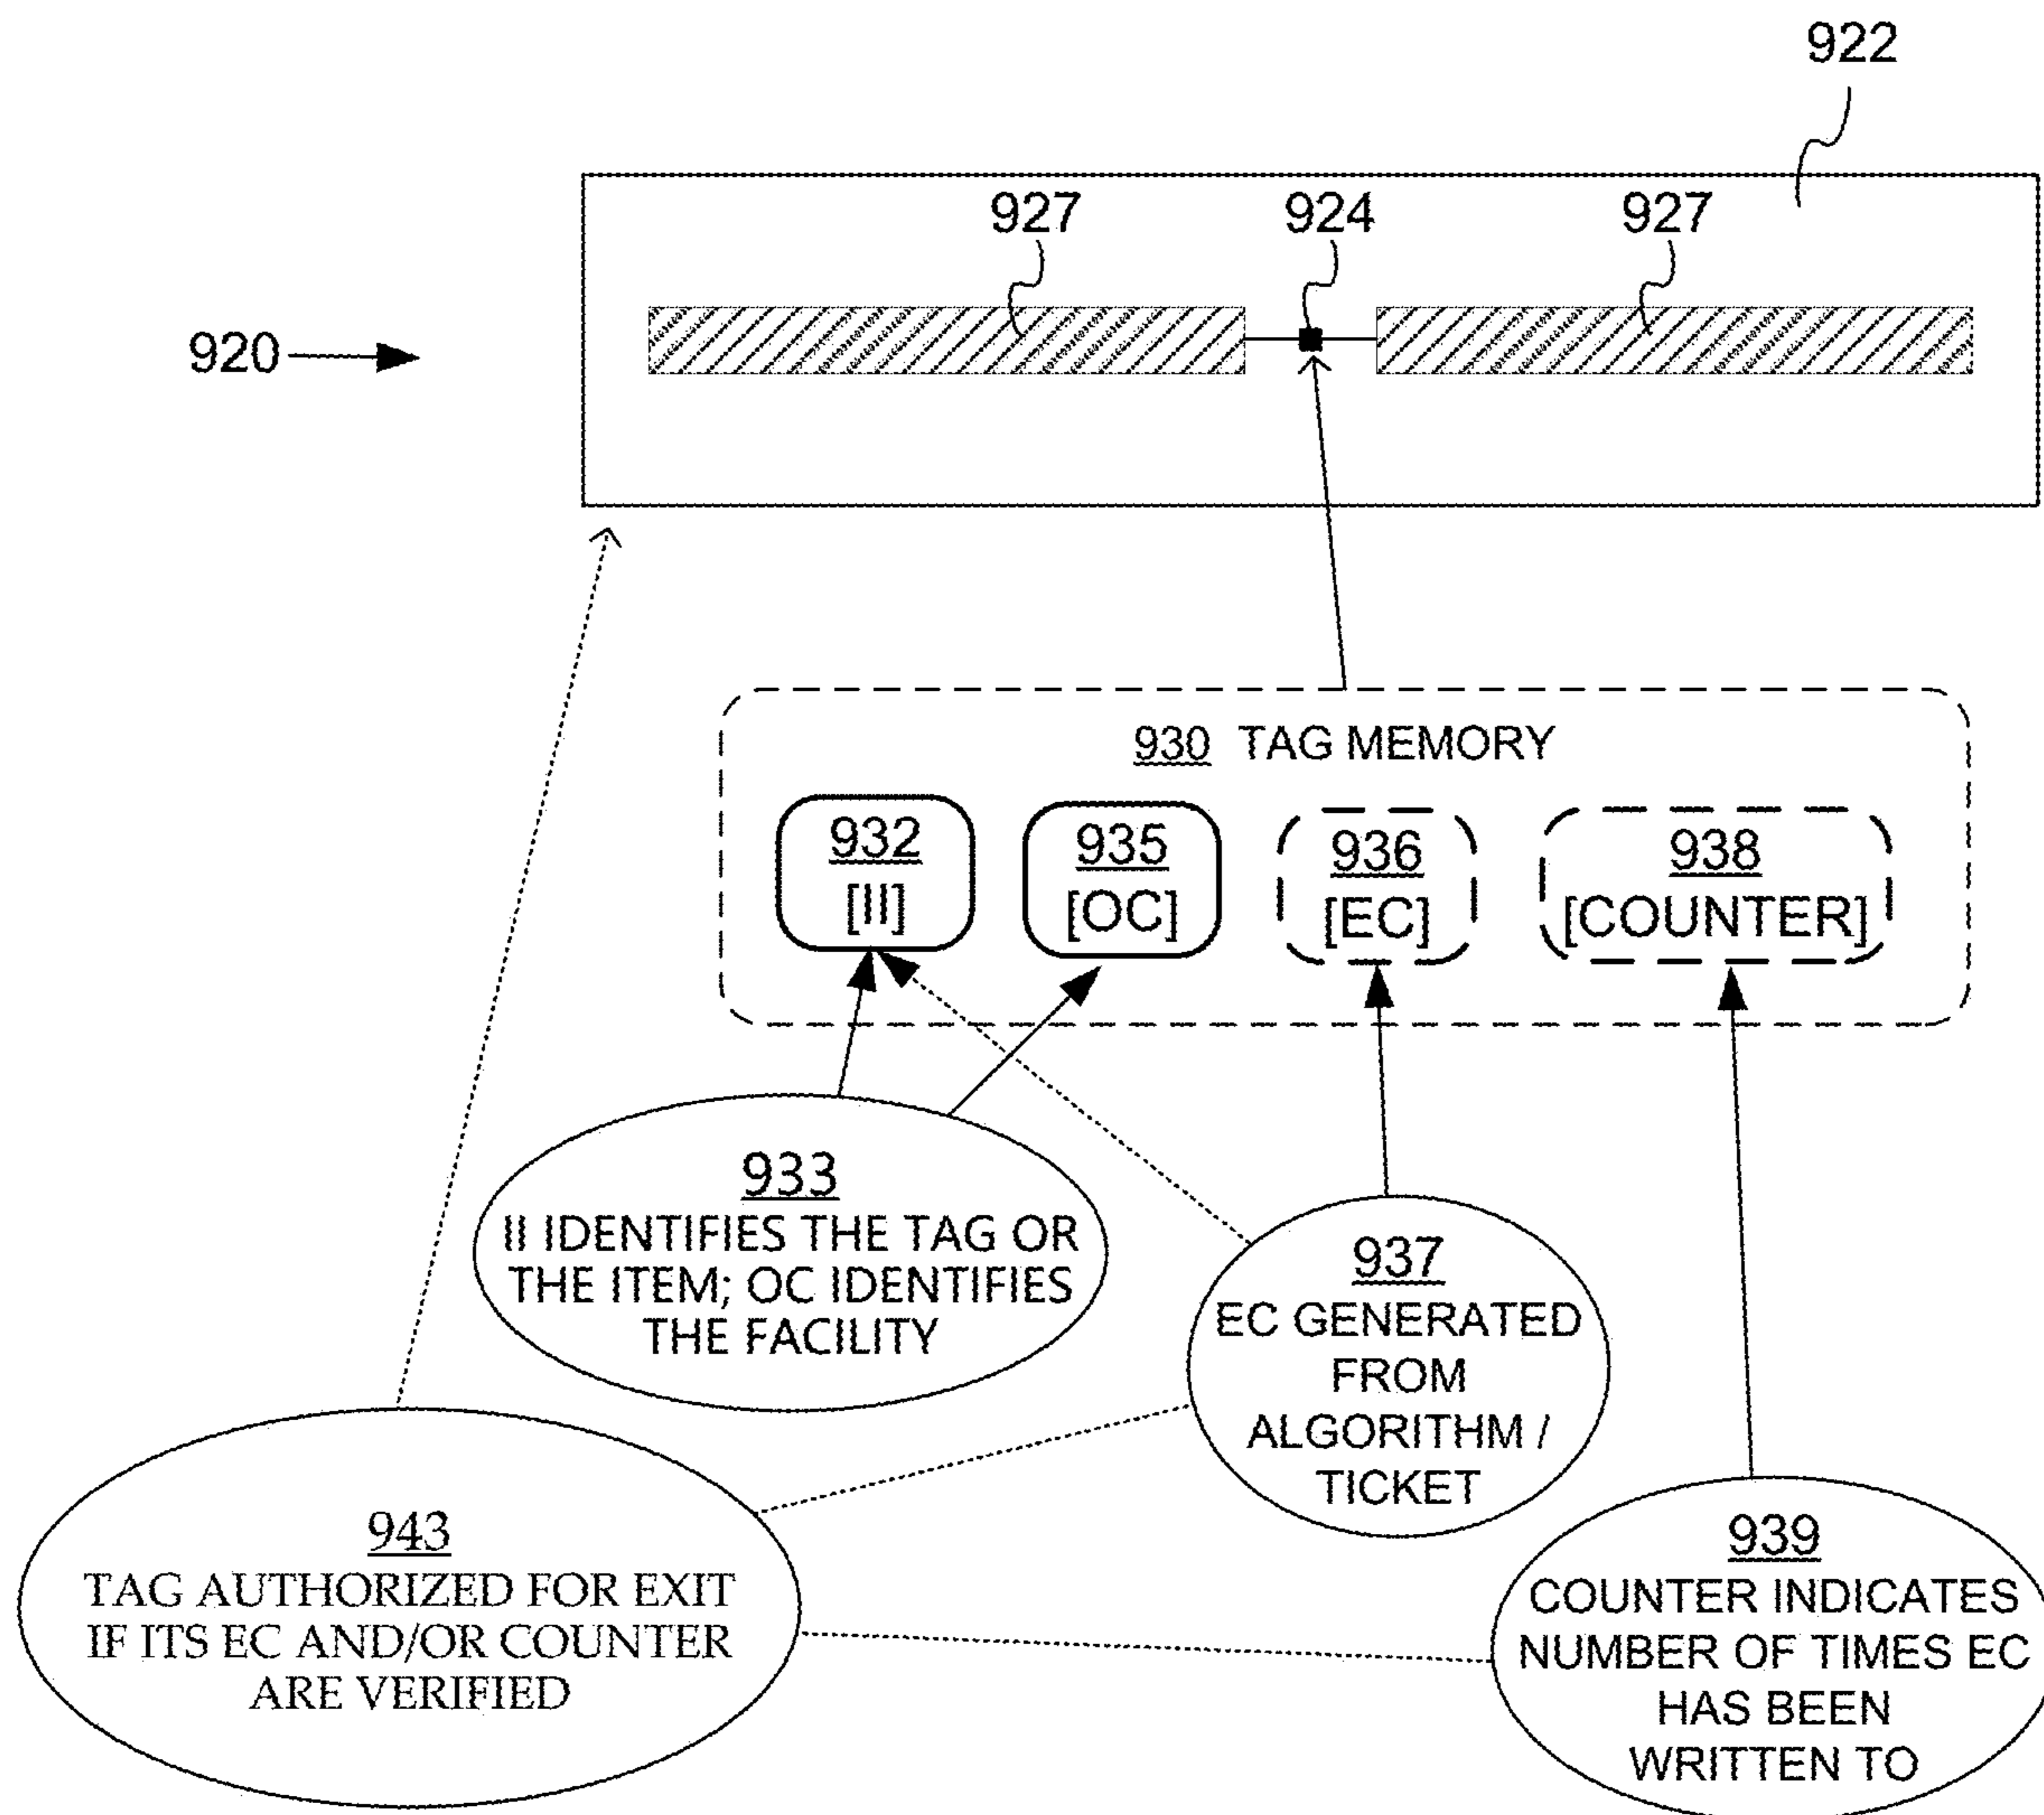 922
927
924
927
920
930 TAG MEMORY
932
[II]
935
[OC]
936
[EC]
938
[COUNTER]
933
II IDENTIFIES THE TAG OR
THE ITEM; OC IDENTIFIES
THE FACILITY
937
EC GENERATED
FROM
ALGORITHM /
TICKET
943
TAG AUTHORIZED FOR EXIT
IF ITS EC AND/OR COUNTER
ARE VERIFIED
939
COUNTER INDICATES
NUMBER OF TIMES EC
HAS BEEN
WRITTEN TO